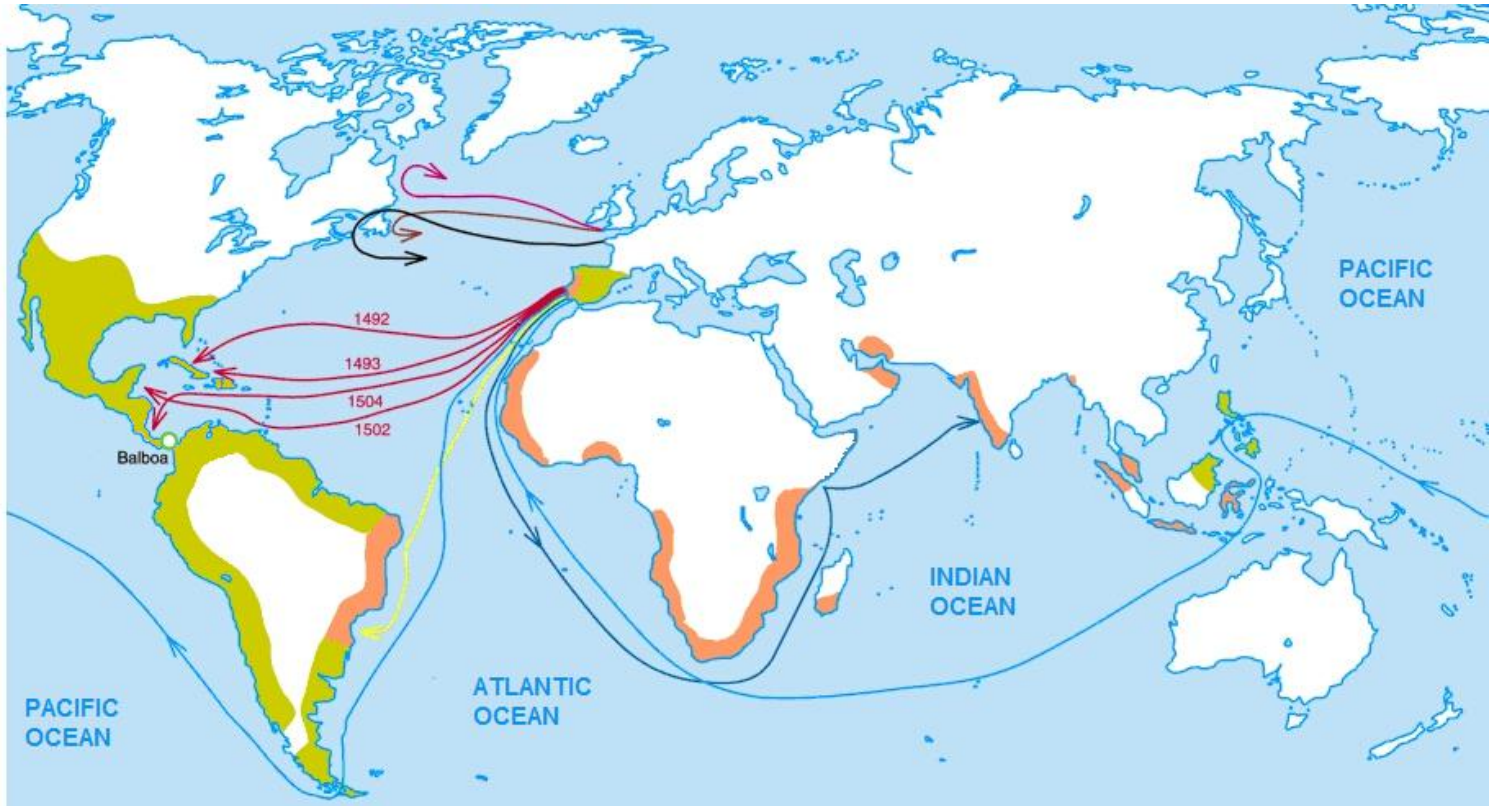 1492
1493
1504
1502
Balboa
PACIFIC
OCEAN
ATLANTIC
OCEAN
INDIAN
OCEAN
PACIFIC
OCEAN